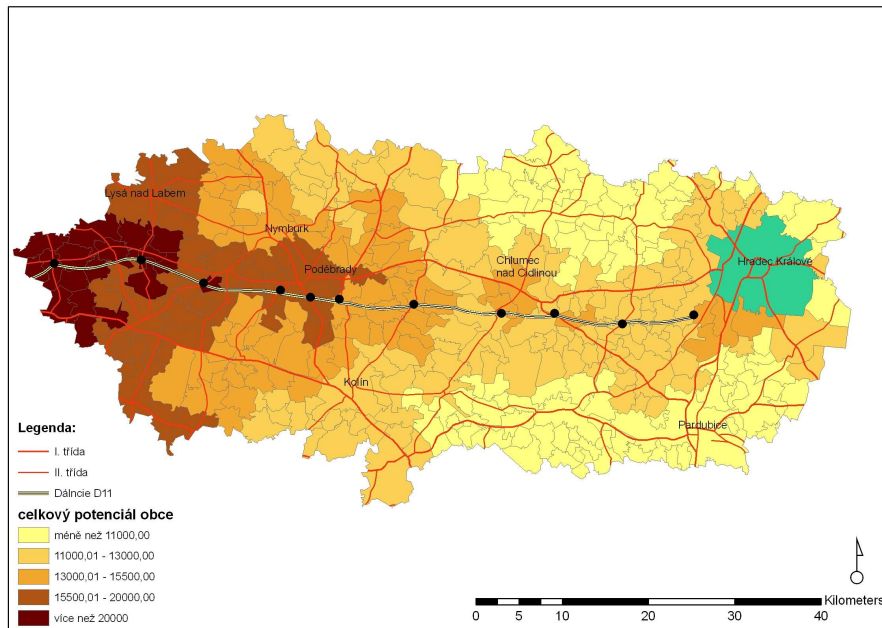 Lysá nad Labem
Nymburk
Poděbrady
Chlumec
nad Cidlinou
Hradec Králové
Kolín
Pardubice
Legenda:
I. třída
II. třída
Dálncie D11
celkový potenciál obce
méně než 11000,00
11000,01 - 13000,00
13000,01 - 15500,00
15500,01 - 20000,00
více než 20000
Kilometers
0 5 10 20 30 40